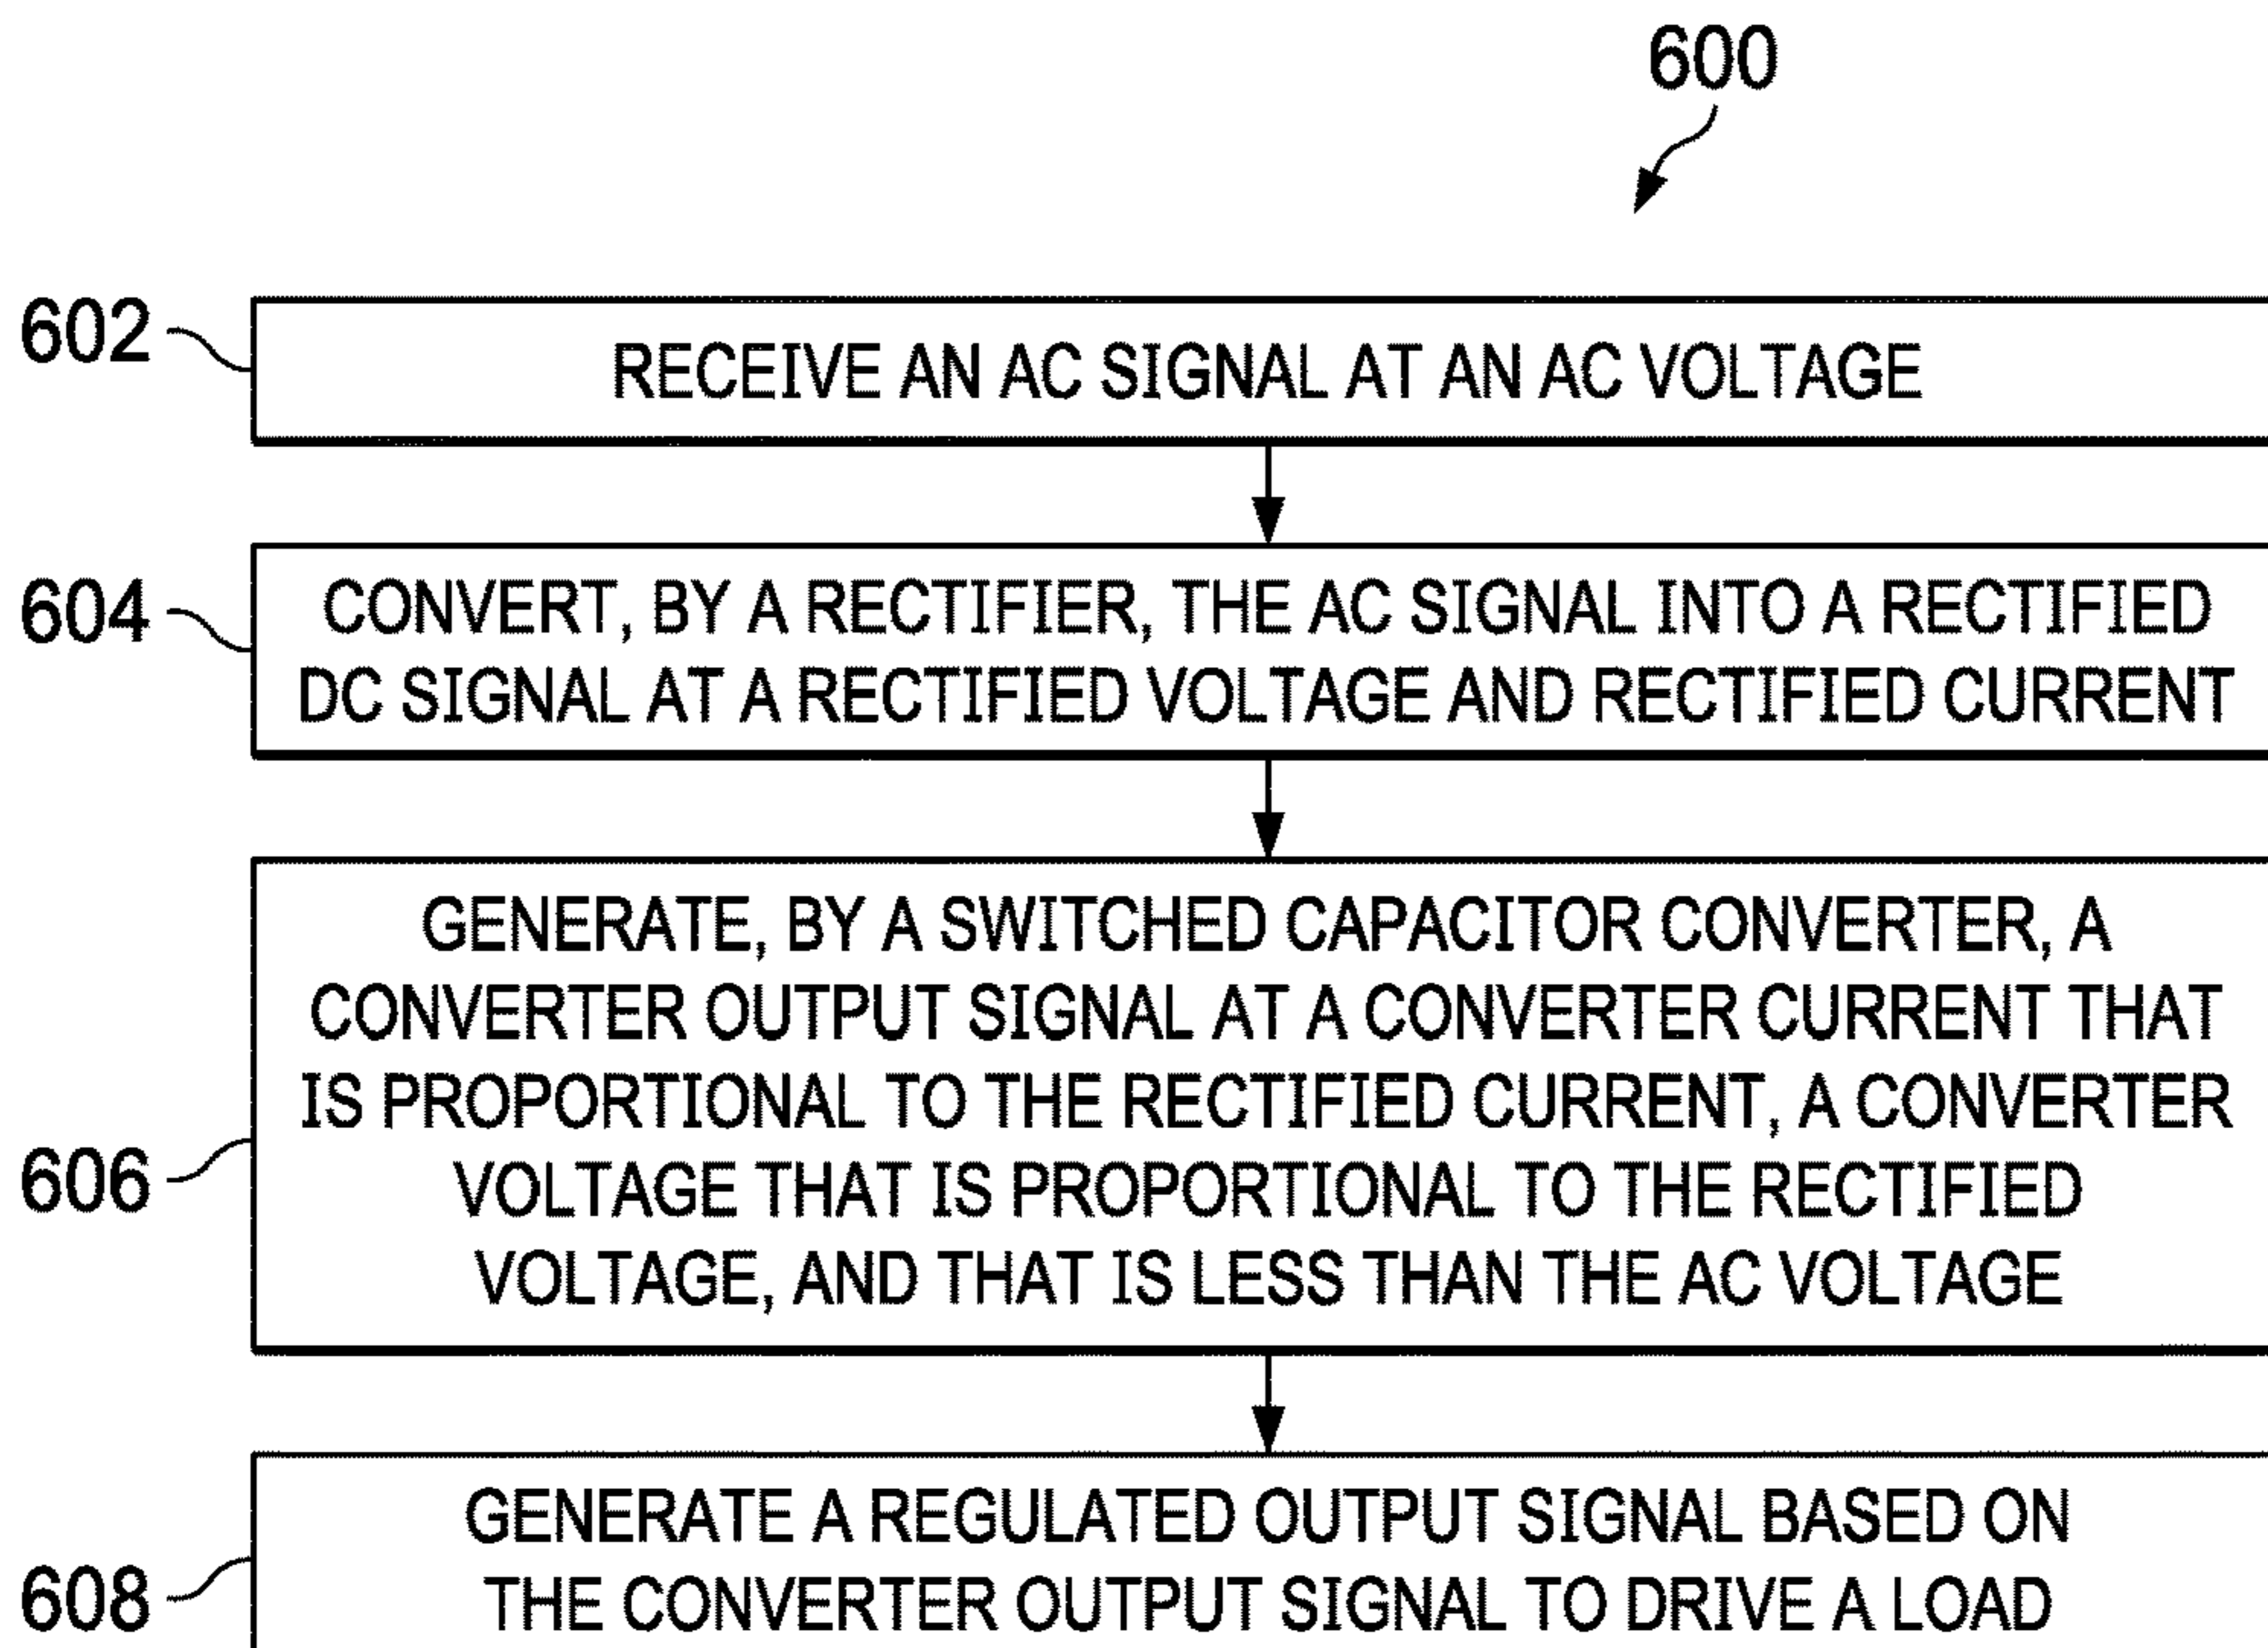 600
602
RECEIVE AN AC SIGNAL AT AN AC VOLTAGE
604
CONVERT, BY A RECTIFIER, THE AC SIGNAL INTO A RECTIFIED
DC SIGNAL AT A RECTIFIED VOLTAGE AND RECTIFIED CURRENT
606
GENERATE, BY A SWITCHED CAPACITOR CONVERTER, A
CONVERTER OUTPUT SIGNAL AT A CONVERTER CURRENT THAT
IS PROPORTIONAL TO THE RECTIFIED CURRENT, A CONVERTER
VOLTAGE THAT IS PROPORTIONAL TO THE RECTIFIED
VOLTAGE, AND THAT IS LESS THAN THE AC VOLTAGE
608
GENERATE A REGULATED OUTPUT SIGNAL BASED ON
THE CONVERTER OUTPUT SIGNAL TO DRIVE A LOAD